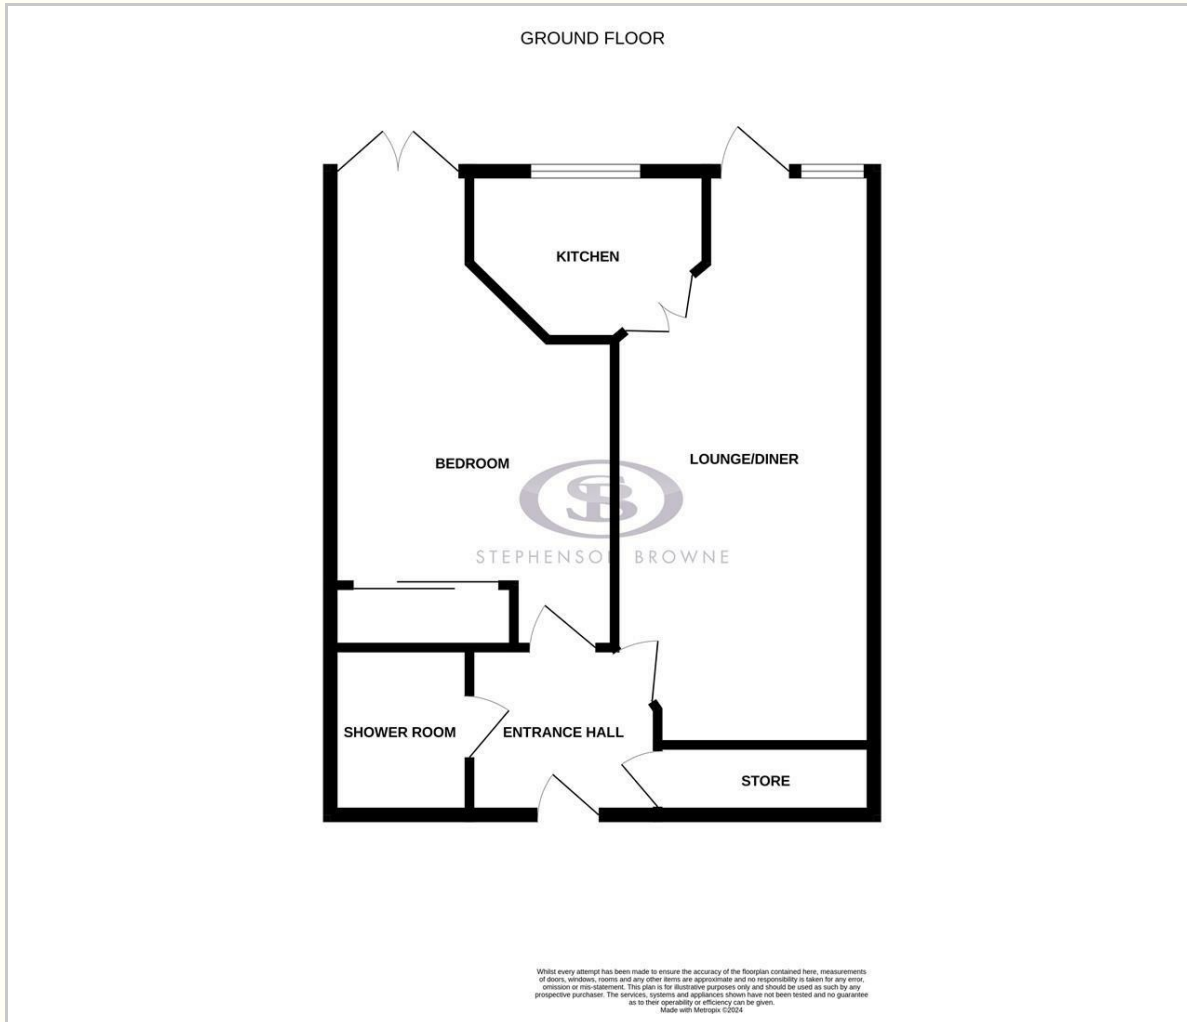 GROUND FLOOR
KITCHEN
BEDROOM
LOUNGE/DINER
SB
STEPHENSON BROWNE
SHOWER ROOM
ENTRANCE HALL
STORE
Whilst every attempt has been made to ensure the accuracy of the floorplan contained here, measurements
of doors, windows, rooms and any other items are approximate and no responsibility is taken for any error,
omission or mis-statement. This plan is for illustrative purposes only and should be used as such by any
prospective purchaser. The services, systems and appliances shown have not been tested and no guarantee
as to their operability or efficiency can be given.
Made with Metropix ©2024